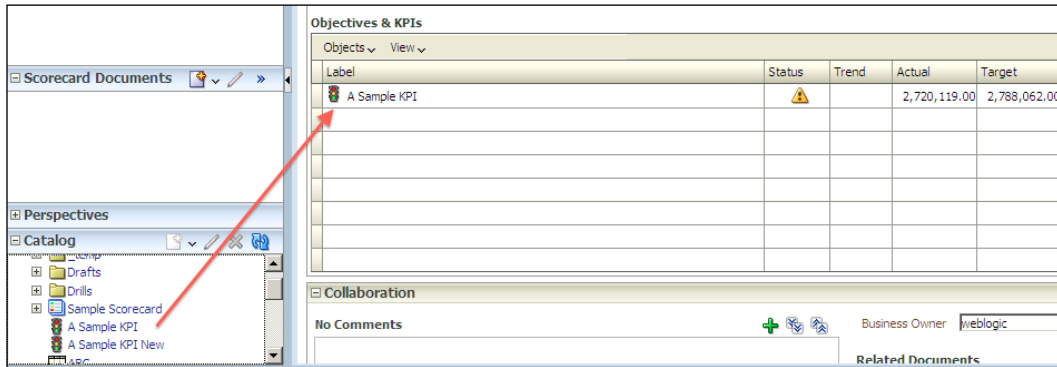 Objectives & KPIs
Objects View
Label Status Trend Actual Target
A Sample KPI 2,720,119.00 2,788,062.00
Scorecard Documents »
Perspectives
Catalog
_temp
Drafts
Drills
Sample Scorecard
A Sample KPI
A Sample KPI New
ABC
Collaboration
No Comments
Business Owner weblogic
Related Documents